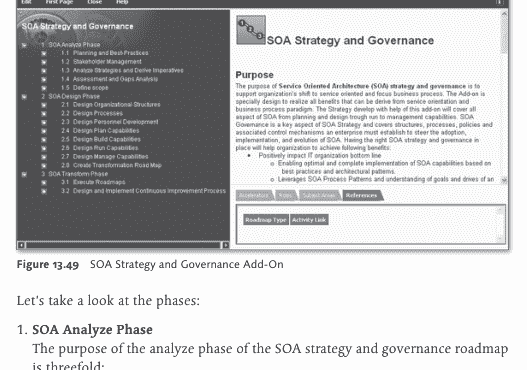 Edit First Page Close Help
SOA Strategy and Governance
1 SOA Analyze Phase
1.1 Planning and Best-Practices
1.2 Stakeholder Management
1.3 Analyze Strategies and Derive Imperatives
1.4 Assessment and Gaps Analysis
1.5 Define scope
2 SOA Design Phase
2.1 Design Organizational Structures
2.2 Design Processes
2.3 Design Personnel Development
2.4 Design Plan Capabilities
2.5 Design Build Capabilities
2.6 Design Run Capabilities
2.7 Design Manage Capabilities
2.8 Create Transformation Road Map
3 SOA Transform Phase
3.1 Execute Roadmaps
3.2 Design and Implement Continuous Improvement Process
1 2 3
SOA Strategy and Governance
Purpose
The purpose of Service Oriented Architecture (SOA) strategy and governance is to
support organization's shift to service oriented and focus business process. The Add-on is
specially design to realize all benefits that can be derive from service orientation and
business process paradigm. The Strategy develop with help of this add-on will cover all
aspect of SOA from planning and design trough run to management capabilities. SOA
Governance is a key aspect of SOA Strategy and covers structures, processes, policies and
associated control mechanisms an enterprise must establish to steer the adoption,
implementation, and evolution of SOA. Having the right SOA strategy and governance in
place will help organization to achieve following benefits:
• Positively impact IT organization bottom line
o Enabling optimal and complete implementation of SOA capabilities based on
best practices and architectural patterns.
o Leverages SOA Process Patterns and understanding of goals and drives of an
Accelerators Roles Subject Areas References
Roadmap Type Activity Link
Figure 13.49 SOA Strategy and Governance Add-On
Let's take a look at the phases:
1. SOA Analyze Phase
The purpose of the analyze phase of the SOA strategy and governance roadmap
is threefold: